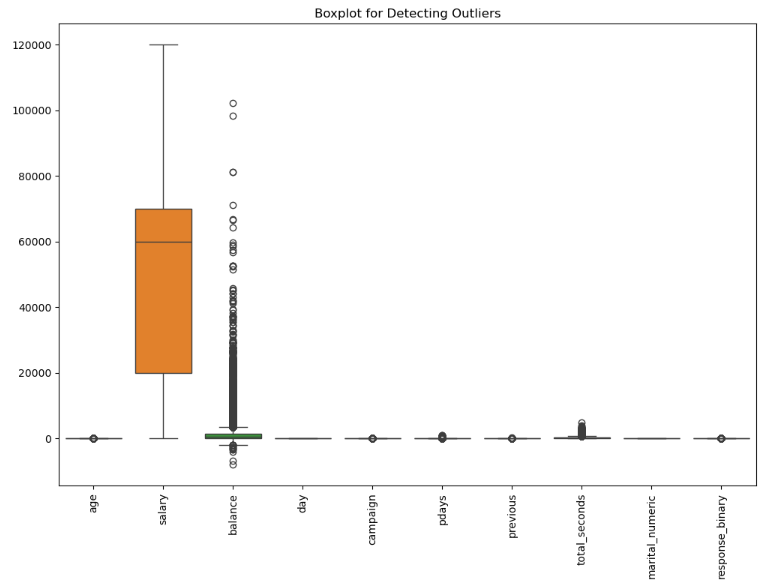 Boxplot for Detecting Outliers
120000
100000
80000
60000
40000
20000
0
age
salary
balance
day
campaign
pdays
previous
total_seconds
marital_numeric
response_binary